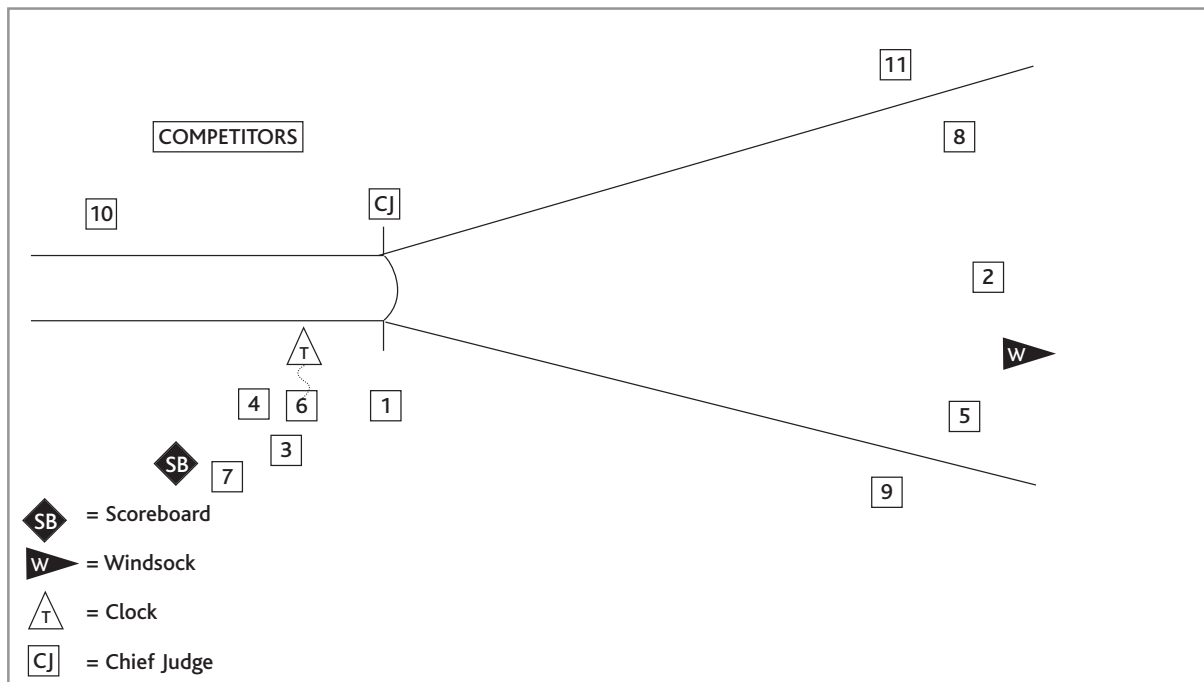 11
8
COMPETITORS
10
CJ
2
W
T
4
6
1
5
3
SB
7
9
SB = Scoreboard
W = Windsock
T = Clock
CJ = Chief Judge